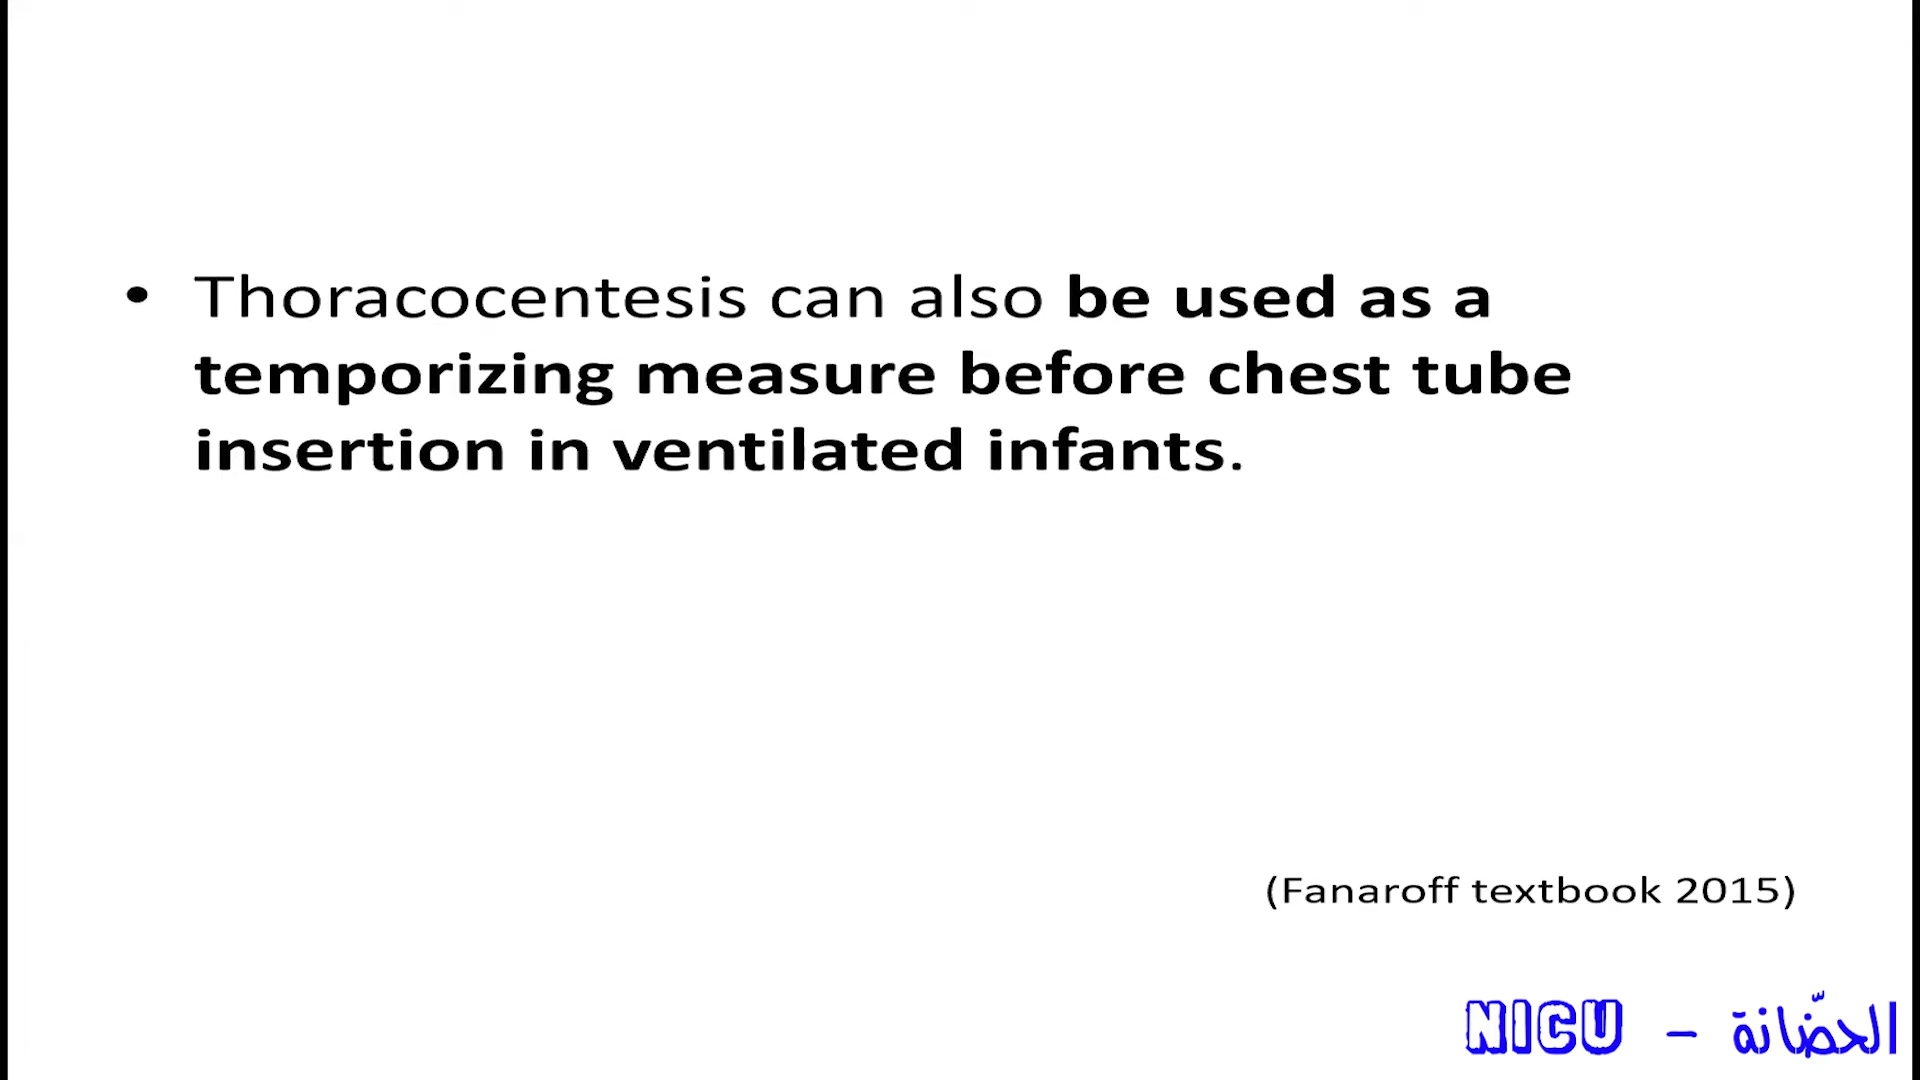 • Thoracocentesis can also be used as a
temporizing measure before chest tube
insertion in ventilated infants.
(Fanaroff textbook 2015)
NICU - الحضّانة